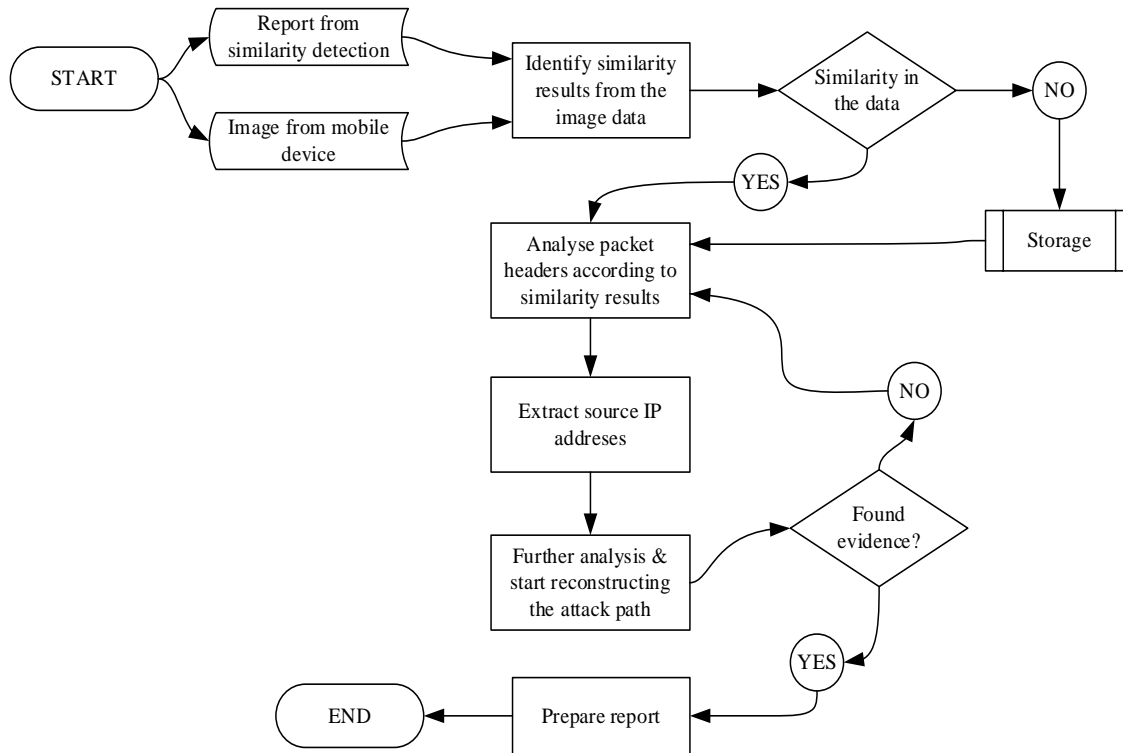 START
Report from
similarity detection
Image from mobile
device
Identify similarity
results from the
image data
Similarity in
the data
NO
YES
Storage
Analyse packet
headers according to
similarity results
Extract source IP
addreses
NO
Further analysis &
start reconstructing
the attack path
Found
evidence?
YES
Prepare report
END